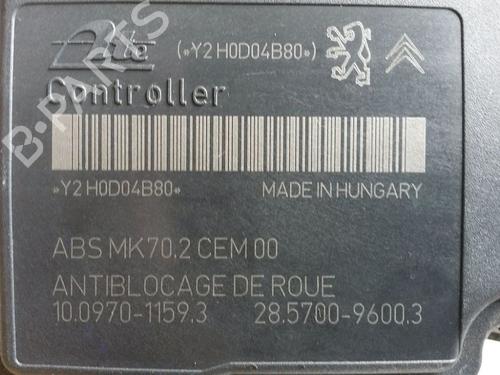 Ate
(«Y2 H0D04B80»)
Controller
B-PARTS
«Y2 H0D04B80«
MADE IN HUNGARY
ABS MK70.2 CEM 00
ANTIBLOCAGE DE ROUE
10.0970-1159.3 28.5700-9600.3